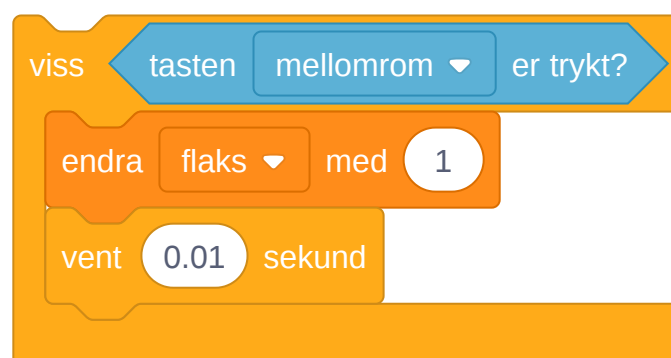 viss tasten mellomrom er trykt?
endra flaks med 1
vent 0.01 sekund